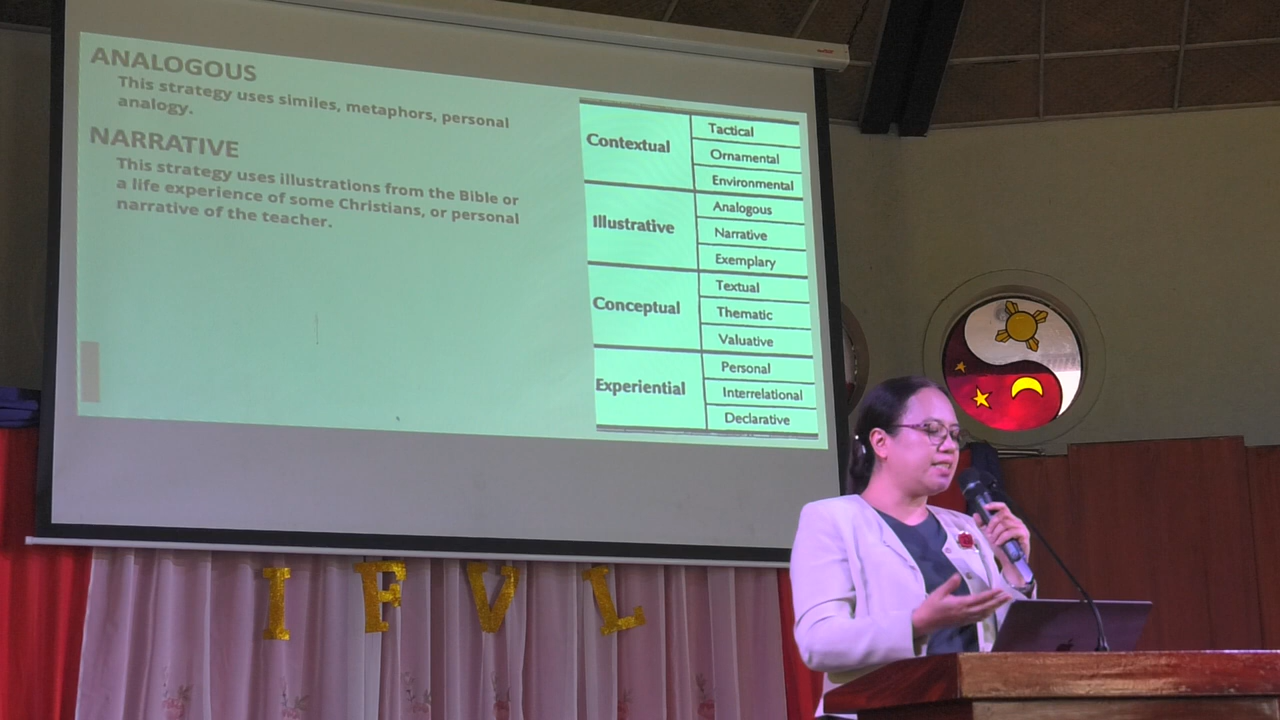 ANALOGOUS
This strategy uses similes, metaphors, personal
analogy.
NARRATIVE
This strategy uses illustrations from the Bible or
a life experience of some Christians, or personal
narrative of the teacher.
Contextual
Tactical
Ornamental
Environmental
Illustrative
Analogous
Narrative
Exemplary
Conceptual
Textual
Thematic
Valuative
Experiential
Personal
Interrelational
Declarative
I F V L